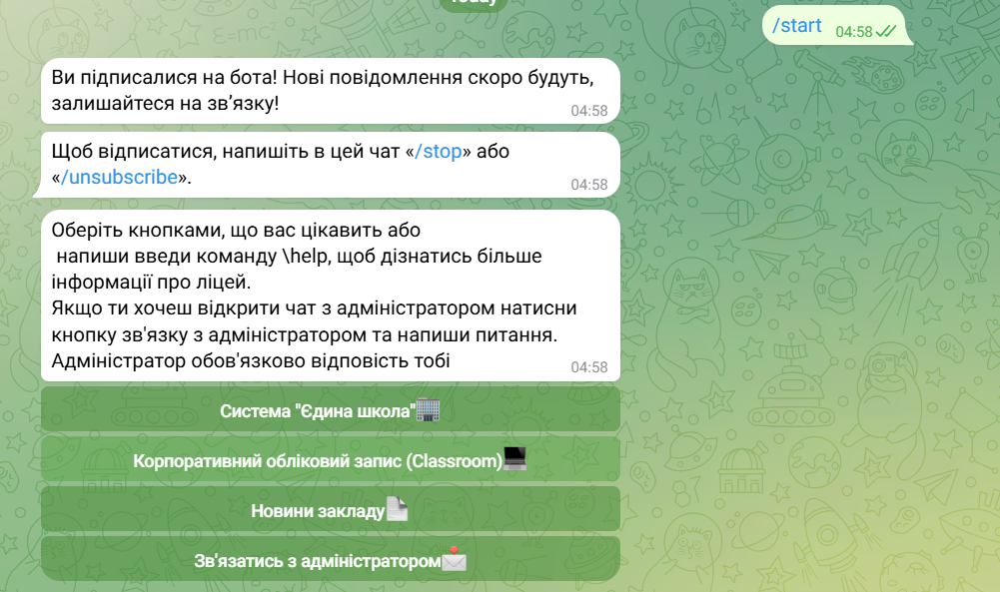 Today
/start 04:58
Ви підписалися на бота! Нові повідомлення скоро будуть,
залишайтеся на зв’язку!
04:58
Щоб відписатися, напишіть в цей чат «/stop» або
«/unsubscribe».
04:58
Оберіть кнопками, що вас цікавить або
напиши введи команду \help, щоб дізнатись більше
інформації про ліцей.
Якщо ти хочеш відкрити чат з адміністратором натисни
кнопку зв'язку з адміністратором та напиши питання.
Адміністратор обов'язково відповість тобі
04:58
Система "Єдина школа"🏢
Корпоративний обліковий запис (Classroom)💻
Новини закладу📄
Зв'язатись з адміністратором📩